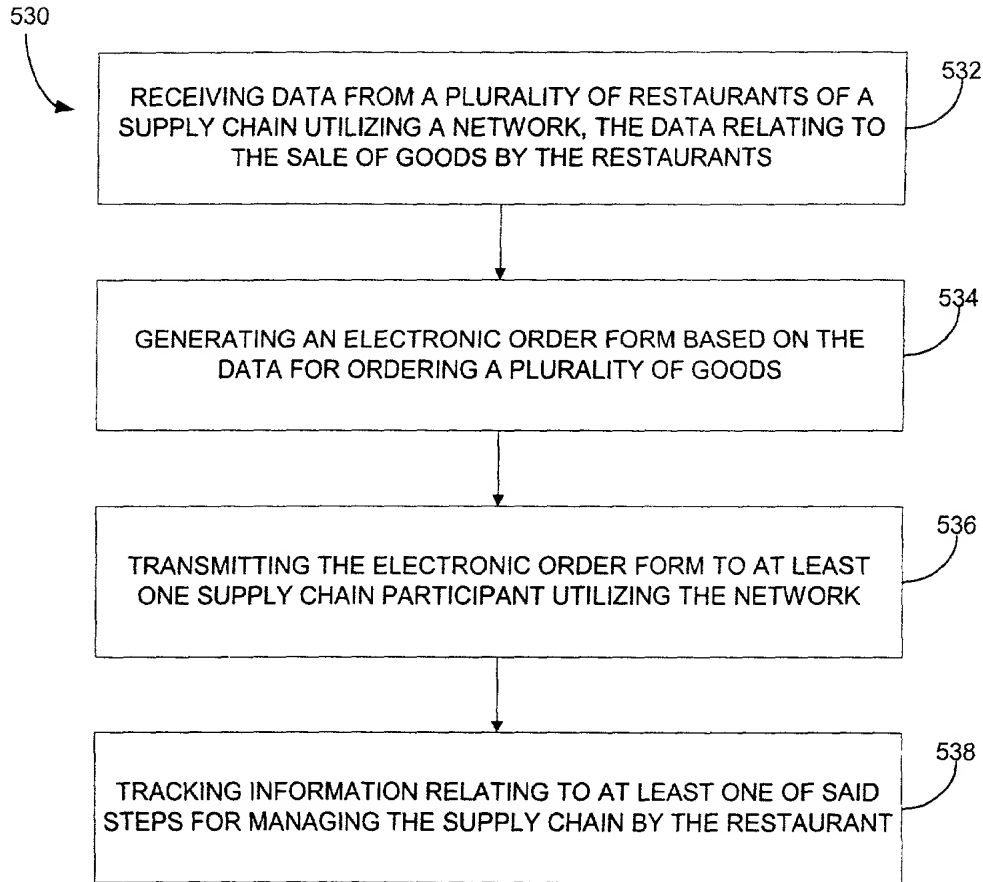 530
532
RECEIVING DATA FROM A PLURALITY OF RESTAURANTS OF A
SUPPLY CHAIN UTILIZING A NETWORK, THE DATA RELATING TO
THE SALE OF GOODS BY THE RESTAURANTS
534
GENERATING AN ELECTRONIC ORDER FORM BASED ON THE
DATA FOR ORDERING A PLURALITY OF GOODS
536
TRANSMITTING THE ELECTRONIC ORDER FORM TO AT LEAST
ONE SUPPLY CHAIN PARTICIPANT UTILIZING THE NETWORK
538
TRACKING INFORMATION RELATING TO AT LEAST ONE OF SAID
STEPS FOR MANAGING THE SUPPLY CHAIN BY THE RESTAURANT